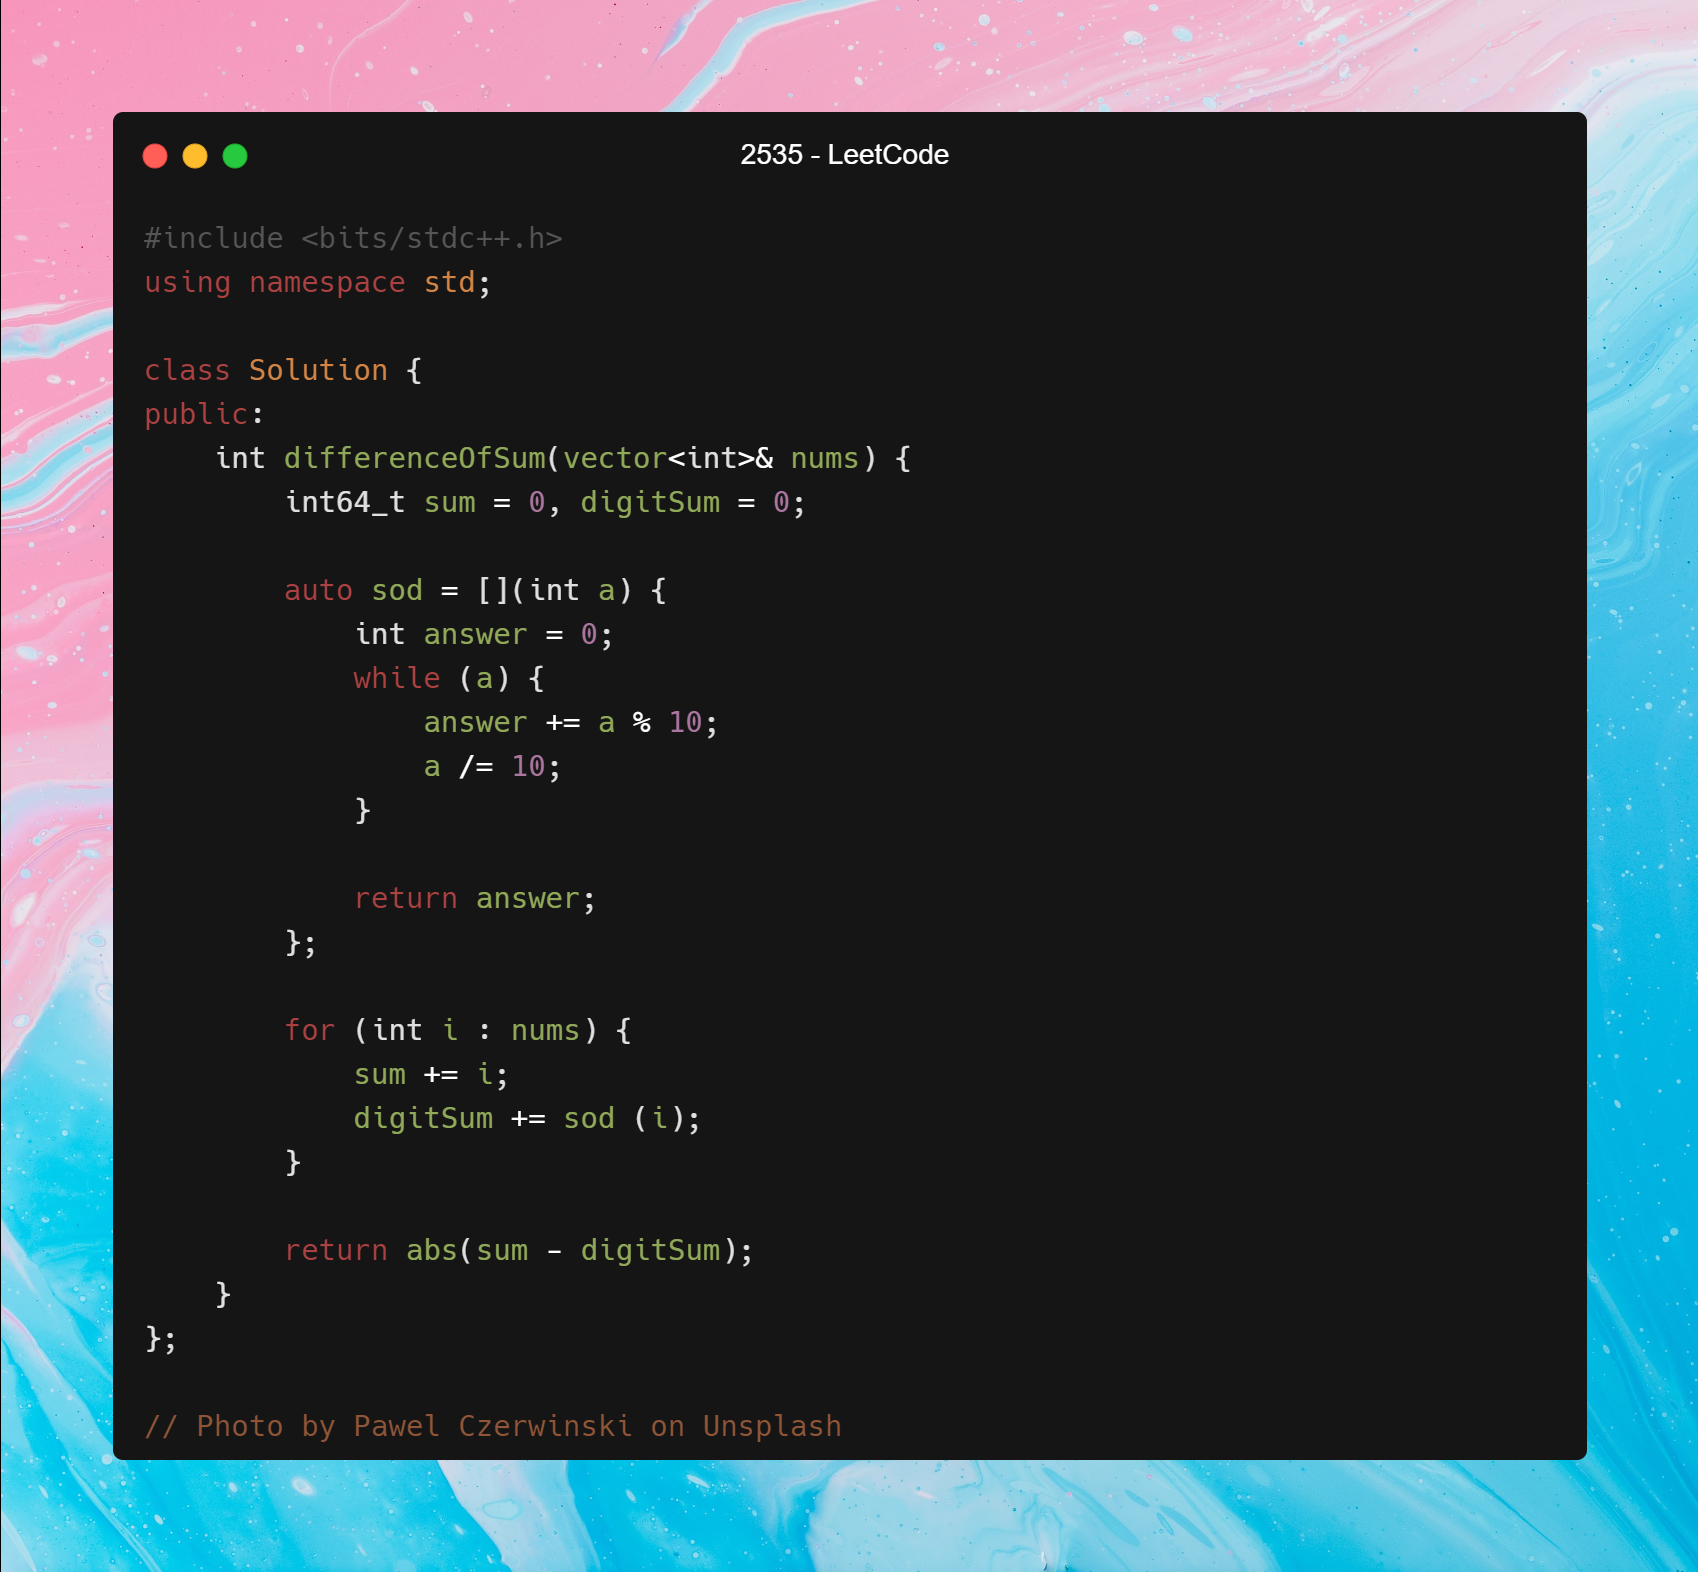 2535 - LeetCode
#include <bits/stdc++.h>
using namespace std;
class Solution {
public:
    int differenceOfSum(vector<int>& nums) {
        int64_t sum = 0, digitSum = 0;
        auto sod = [](int a) {
            int answer = 0;
            while (a) {
                answer += a % 10;
                a /= 10;
            }
            return answer;
        };
        for (int i : nums) {
            sum += i;
            digitSum += sod (i);
        }
        return abs(sum - digitSum);
    }
};
// Photo by Pawel Czerwinski on Unsplash